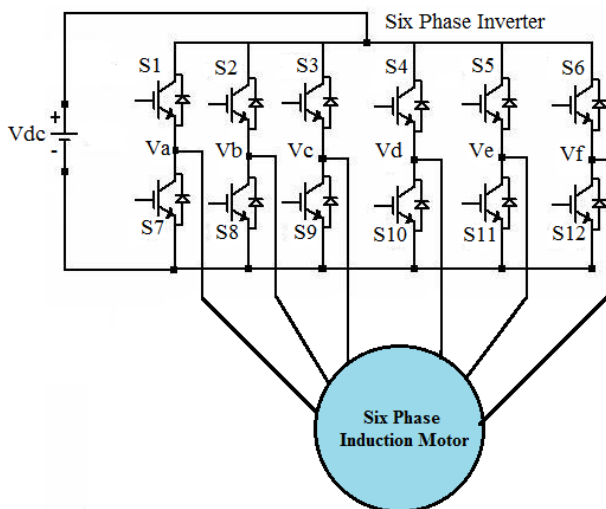 Six Phase Inverter
S1
S2
S3
S4
S5
S6
+
Vdc
-
Va
Vb
Vc
Vd
Ve
Vf
S7
S8
S9
S10
S11
S12
Six Phase
Induction Motor